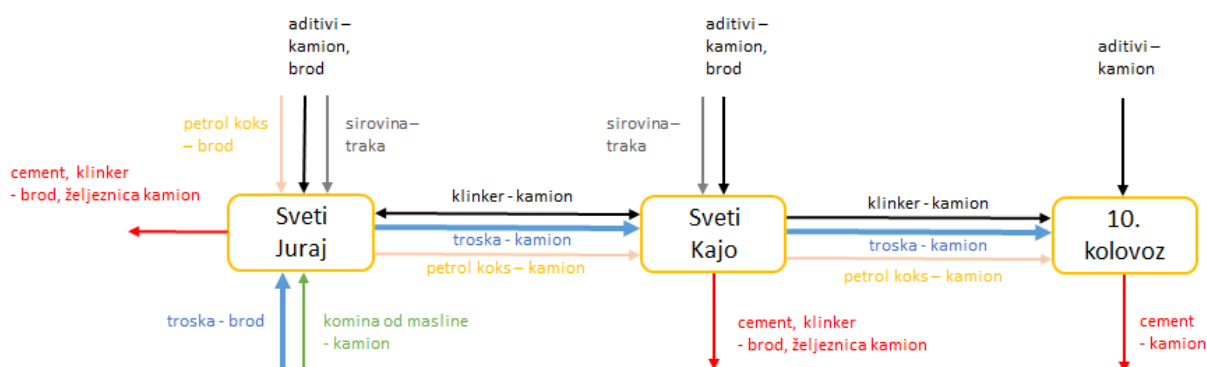 aditivi –
kamion,
brod
aditivi –
kamion,
brod
aditivi –
kamion
petrol koks
– brod
sirovina–
traka
sirovina–
traka
cement, klinker
- brod, željeznica kamion
Sveti
Juraj
klinker - kamion
troska - kamion
petrol koks – kamion
Sveti
Kajo
klinker - kamion
troska - kamion
petrol koks – kamion
10.
kolovoz
troska - brod
komina od masline
- kamion
cement, klinker
- brod, željeznica kamion
cement
- kamion